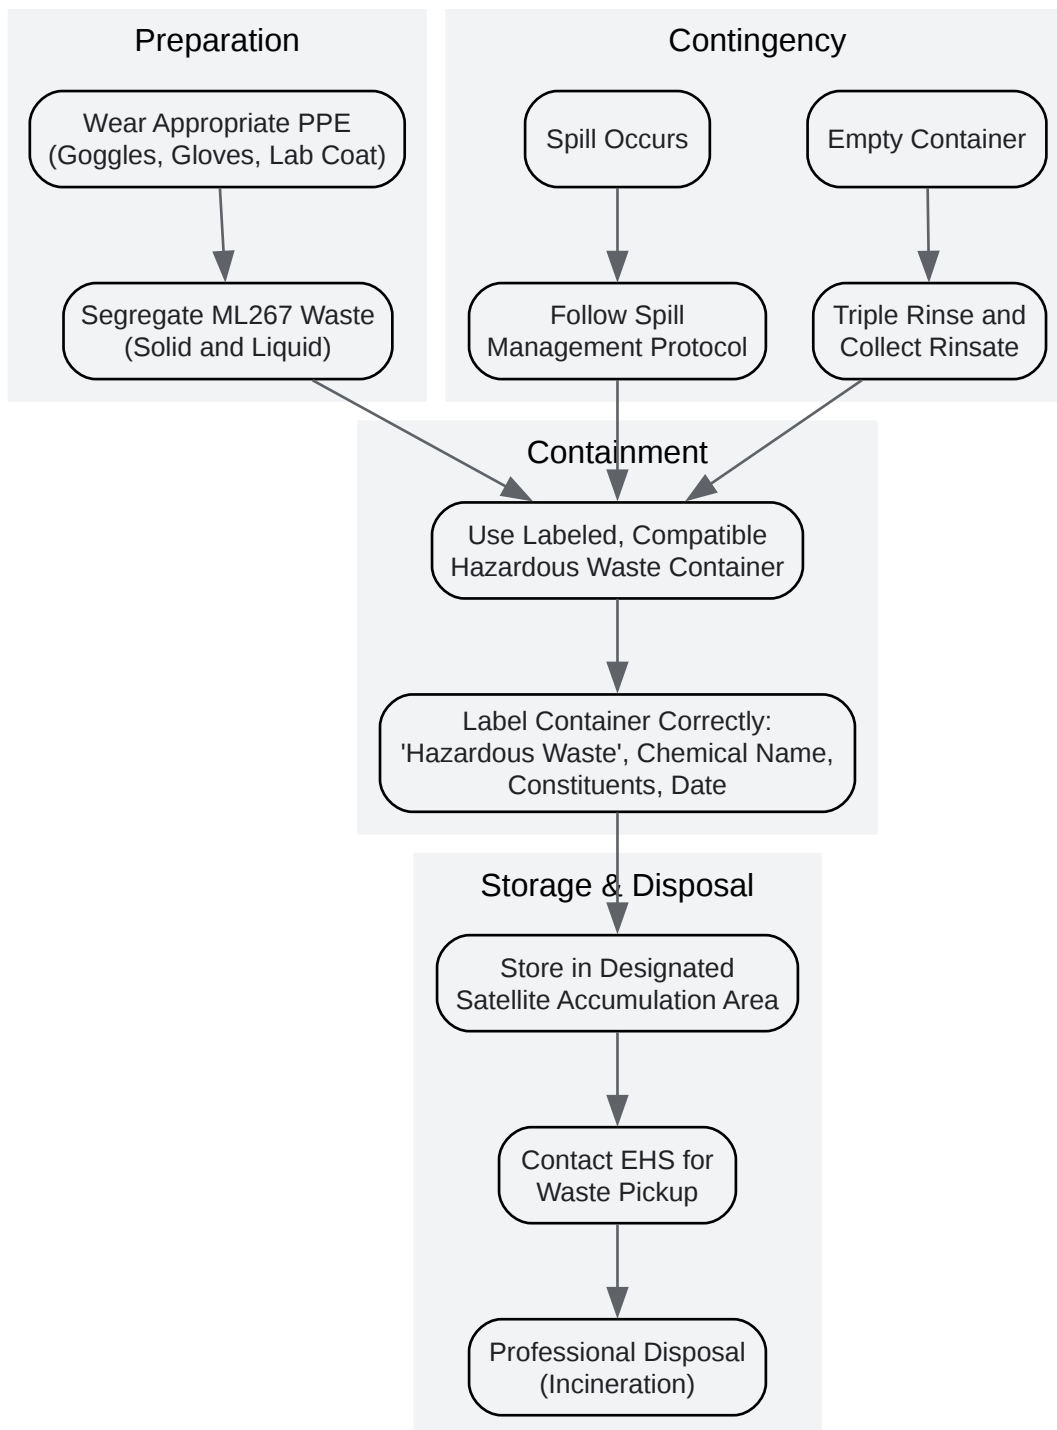 Preparation
Wear Appropriate PPE
(Goggles, Gloves, Lab Coat)
Segregate ML267 Waste
(Solid and Liquid)
Contingency
Spill Occurs
Empty Container
Follow Spill
Management Protocol
Triple Rinse and
Collect Rinsate
Containment
Use Labeled, Compatible
Hazardous Waste Container
Label Container Correctly:
'Hazardous Waste', Chemical Name,
Constituents, Date
Storage & Disposal
Store in Designated
Satellite Accumulation Area
Contact EHS for
Waste Pickup
Professional Disposal
(Incineration)